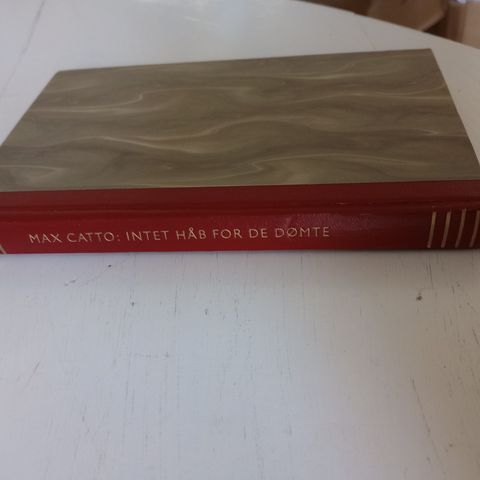 MAX CATTO: INTET HÅB FOR DE DØMTE